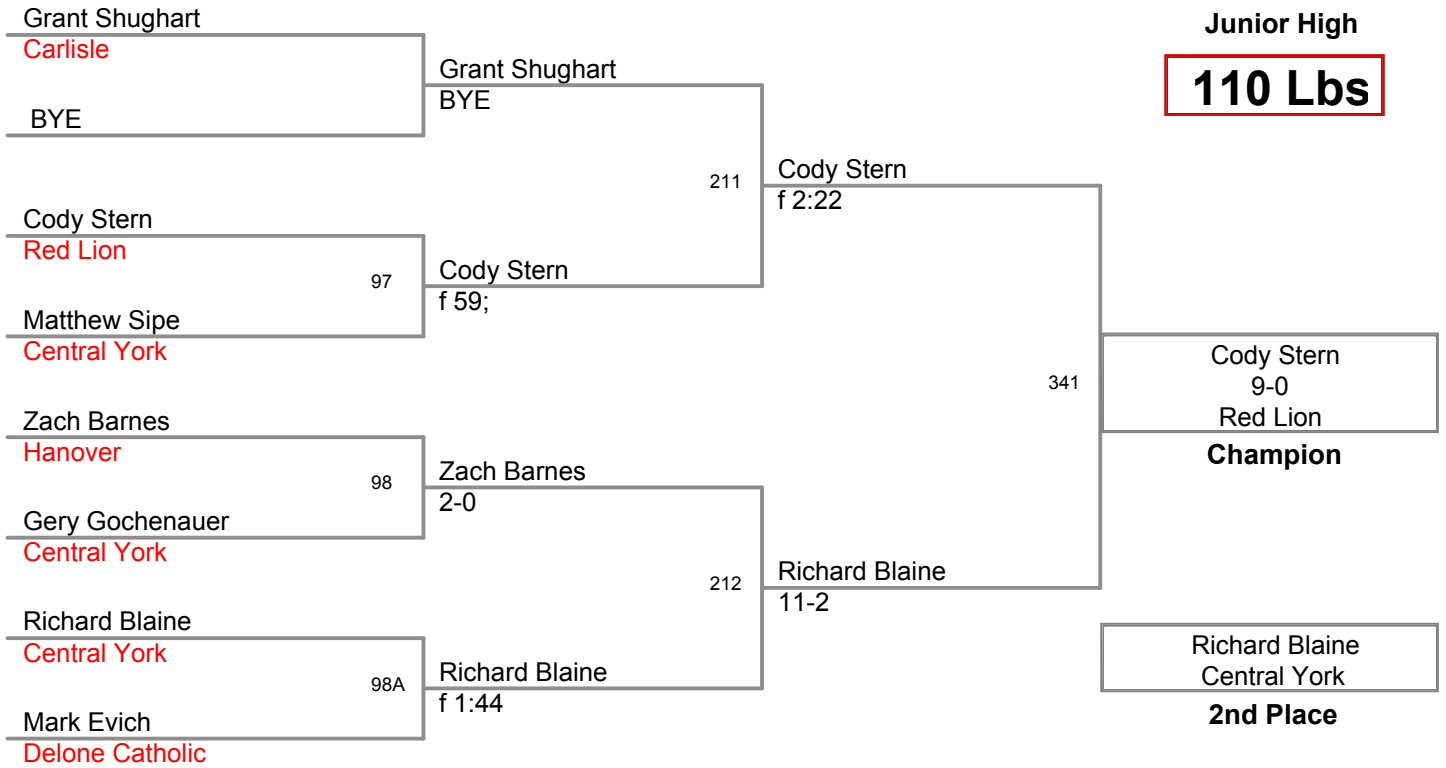 Grant Shughart
Carlisle
BYE
Cody Stern
Red Lion
97
Matthew Sipe
Central York
Zach Barnes
Hanover
98
Gery Gochenauer
Central York
Richard Blaine
Central York
98A
Mark Evich
Delone Catholic
Grant Shughart
BYE
211
Cody Stern
f 59;
Zach Barnes
2-0
212
Richard Blaine
f 1:44
Cody Stern
f 2:22
341
Richard Blaine
11-2
Junior High
110 Lbs
Cody Stern
9-0
Red Lion
Champion
Richard Blaine
Central York
2nd Place